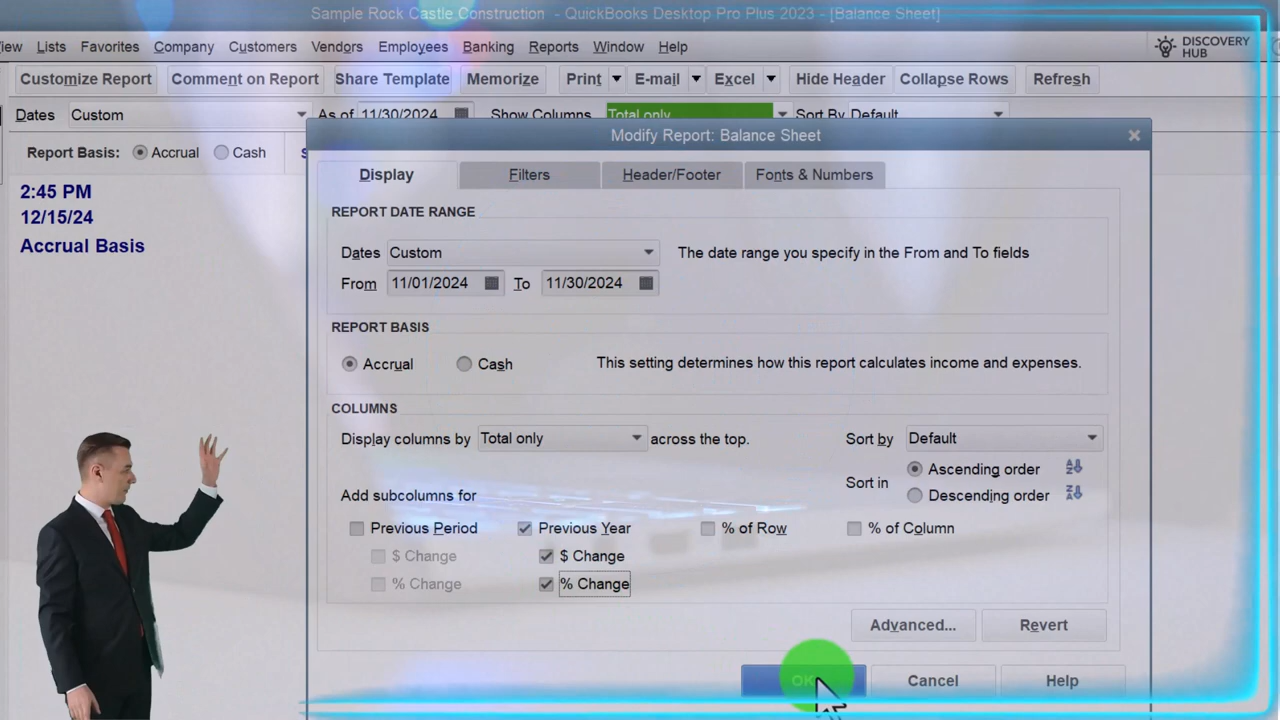 Sample Rock Castle Construction - QuickBooks Desktop Pro Plus 2023 - [Balance Sheet]
Lists Favorites Company Customers Vendors Employees Banking Reports Window Help
DISCOVERY HUB
Customize Report Comment on Report Share Template Memorize Print E-mail Excel Hide Header Collapse Rows Refresh
Dates Custom As of 11/30/2024 Show Columns Total only Sort By Default
Report Basis: Accrual Cash
2:45 PM
12/15/24
Accrual Basis
Modify Report: Balance Sheet
Display Filters Header/Footer Fonts & Numbers
REPORT DATE RANGE
Dates Custom The date range you specify in the From and To fields
From 11/01/2024 To 11/30/2024
REPORT BASIS
Accrual Cash This setting determines how this report calculates income and expenses.
COLUMNS
Display columns by Total only across the top. Sort by Default
Sort in Ascending order
Descending order
Add subcolumns for
Previous Period Previous Year % of Row % of Column
$ Change $ Change
% Change % Change
Advanced... Revert
OK Cancel Help